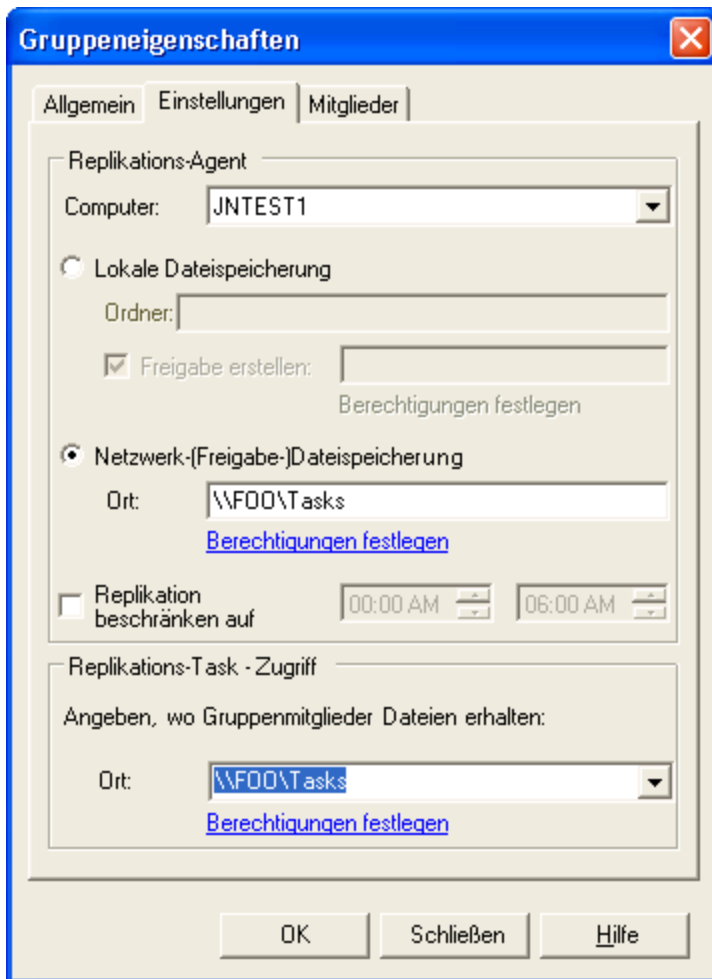 Gruppeneigenschaften
Allgemein Einstellungen Mitglieder
Replikations-Agent
Computer: JNTEST1
Lokale Dateispeicherung
Ordner:
Freigabe erstellen:
Berechtigungen festlegen
Netzwerk-(Freigabe-)Dateispeicherung
Ort: \\FOO\Tasks
Berechtigungen festlegen
Replikation
beschränken auf 00:00 AM 06:00 AM
Replikations-Task - Zugriff
Angeben, wo Gruppenmitglieder Dateien erhalten:
Ort: \\FOO\Tasks
Berechtigungen festlegen
OK Schließen Hilfe